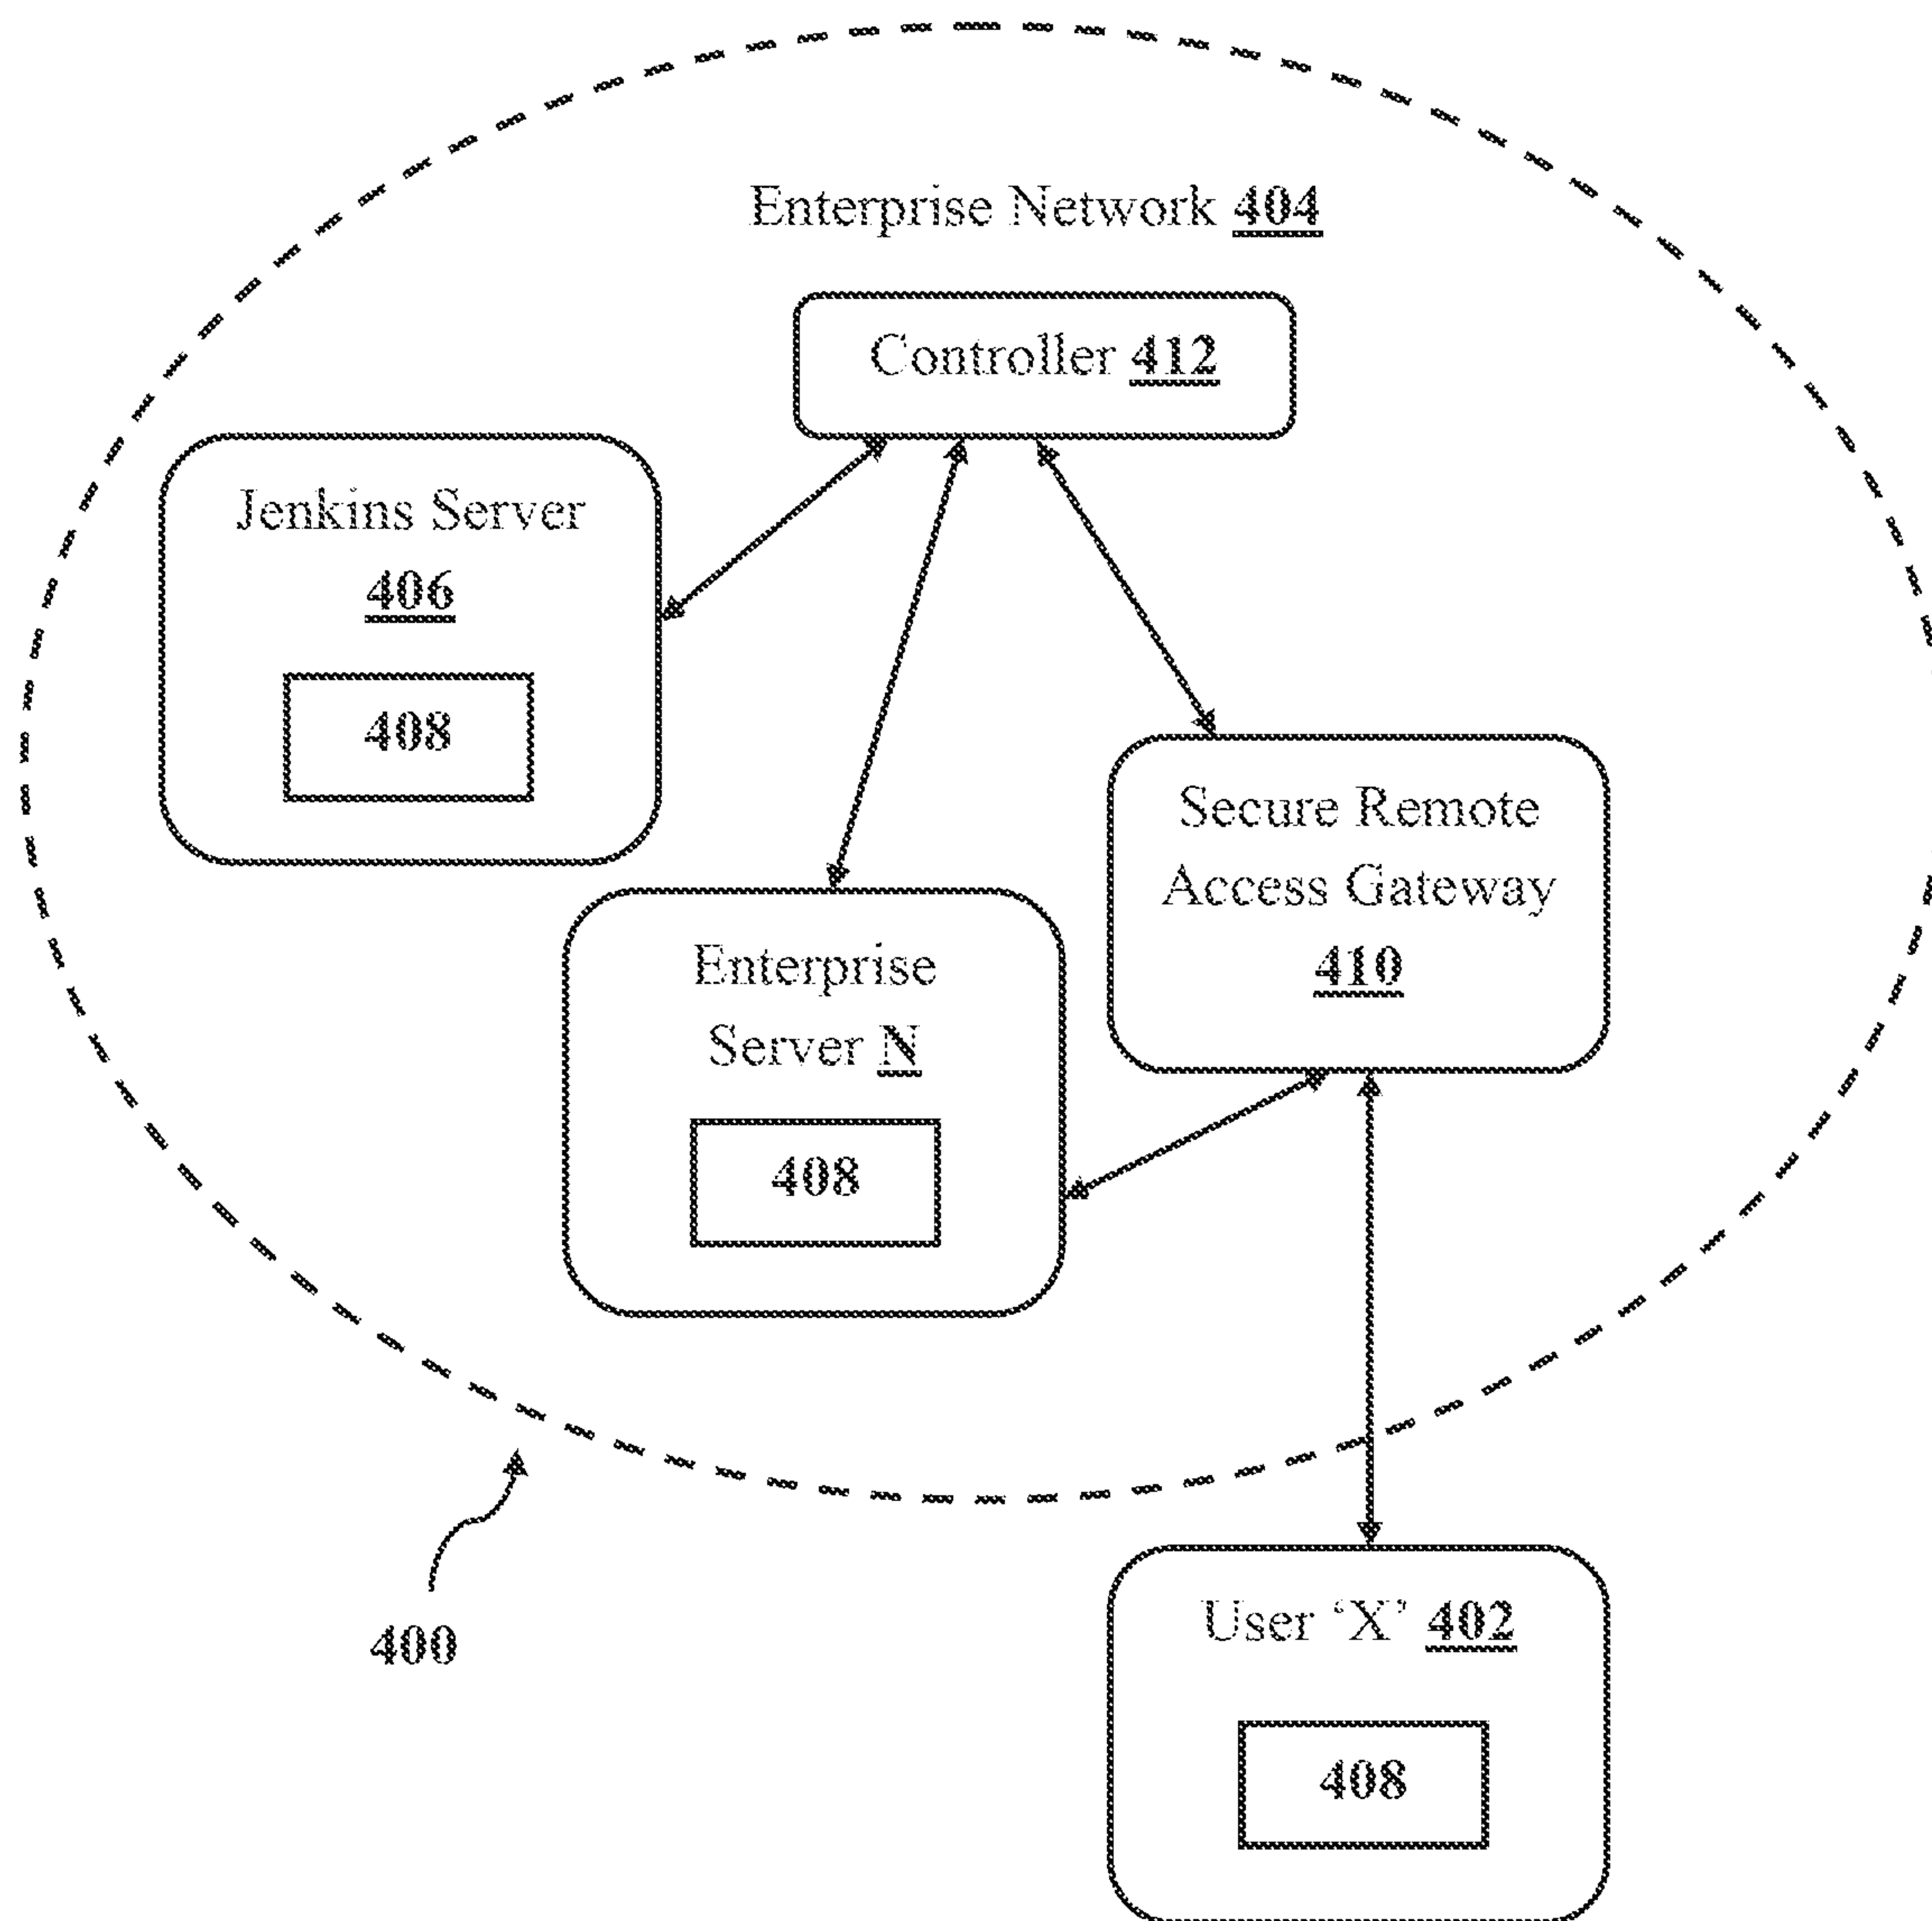 Enterprise Network 404
Controller 412
Jenkins Server
406
408
Secure Remote
Access Gateway
410
Enterprise
Server N
408
400
User ‘X’ 402
408